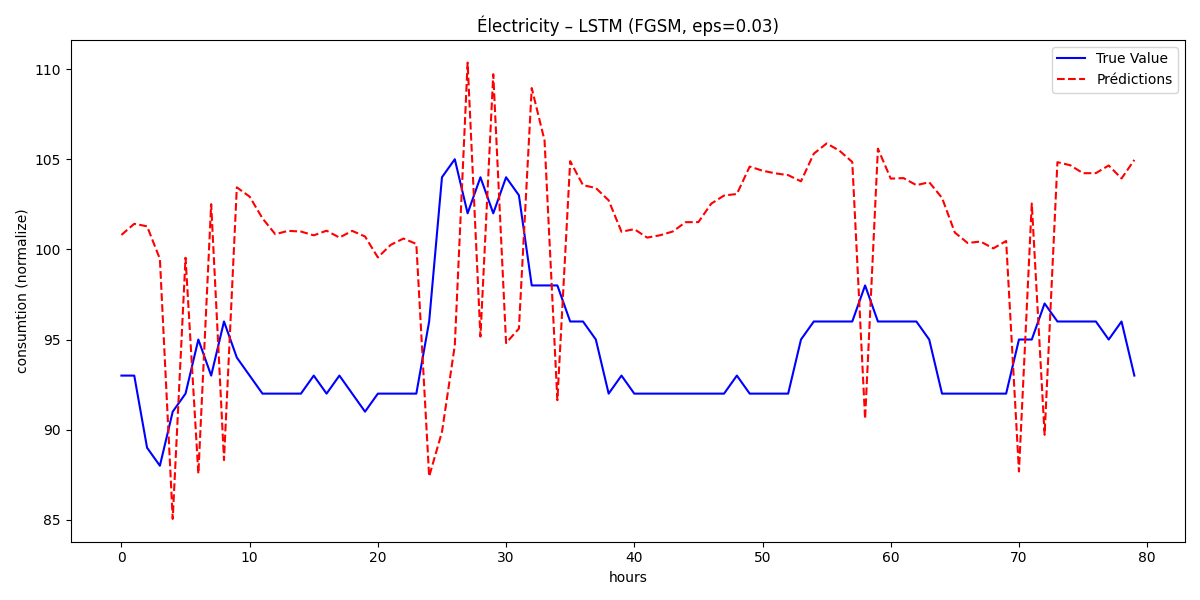 Électricity – LSTM (FGSM, eps=0.03)
True Value
Prédictions
consumtion (normalize)
110
105
100
95
90
85
0 10 20 30 40 50 60 70 80
hours